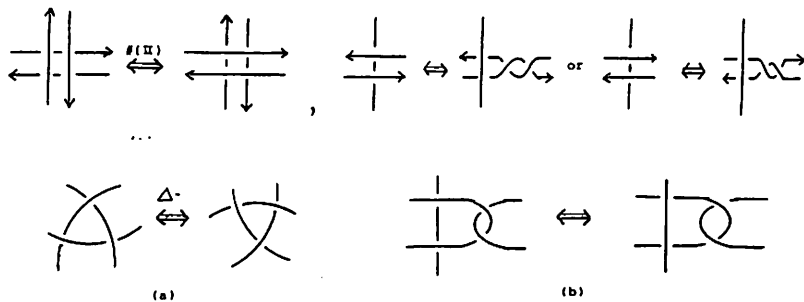 #(II)
, or
...
Δ-
(a) (b)